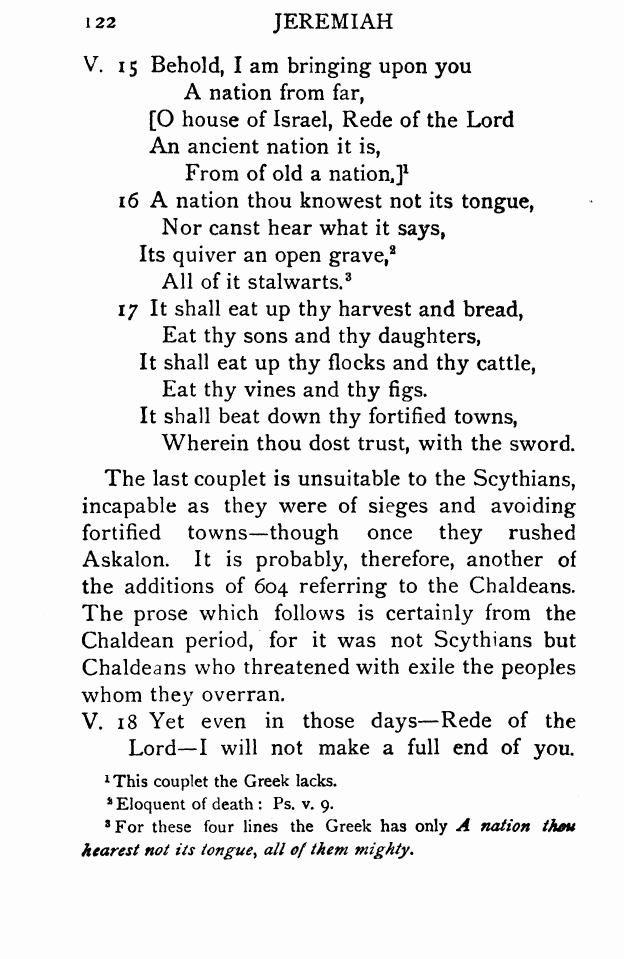 122 JEREMIAH
V. 15 Behold, I am bringing upon you
A nation from far,
[O house of Israel, Rede of the Lord
An ancient nation it is,
From of old a nation,]¹
16 A nation thou knowest not its tongue,
Nor canst hear what it says,
Its quiver an open grave,²
All of it stalwarts.³
17 It shall eat up thy harvest and bread,
Eat thy sons and thy daughters,
It shall eat up thy flocks and thy cattle,
Eat thy vines and thy figs.
It shall beat down thy fortified towns,
Wherein thou dost trust, with the sword.
The last couplet is unsuitable to the Scythians,
incapable as they were of sieges and avoiding
fortified towns—though once they rushed
Askalon. It is probably, therefore, another of
the additions of 604 referring to the Chaldeans.
The prose which follows is certainly from the
Chaldean period, for it was not Scythians but
Chaldeans who threatened with exile the peoples
whom they overran.
V. 18 Yet even in those days—Rede of the
Lord—I will not make a full end of you.
¹ This couplet the Greek lacks.
² Eloquent of death : Ps. v. 9.
³ For these four lines the Greek has only A nation thou
hearest not its tongue, all of them mighty.